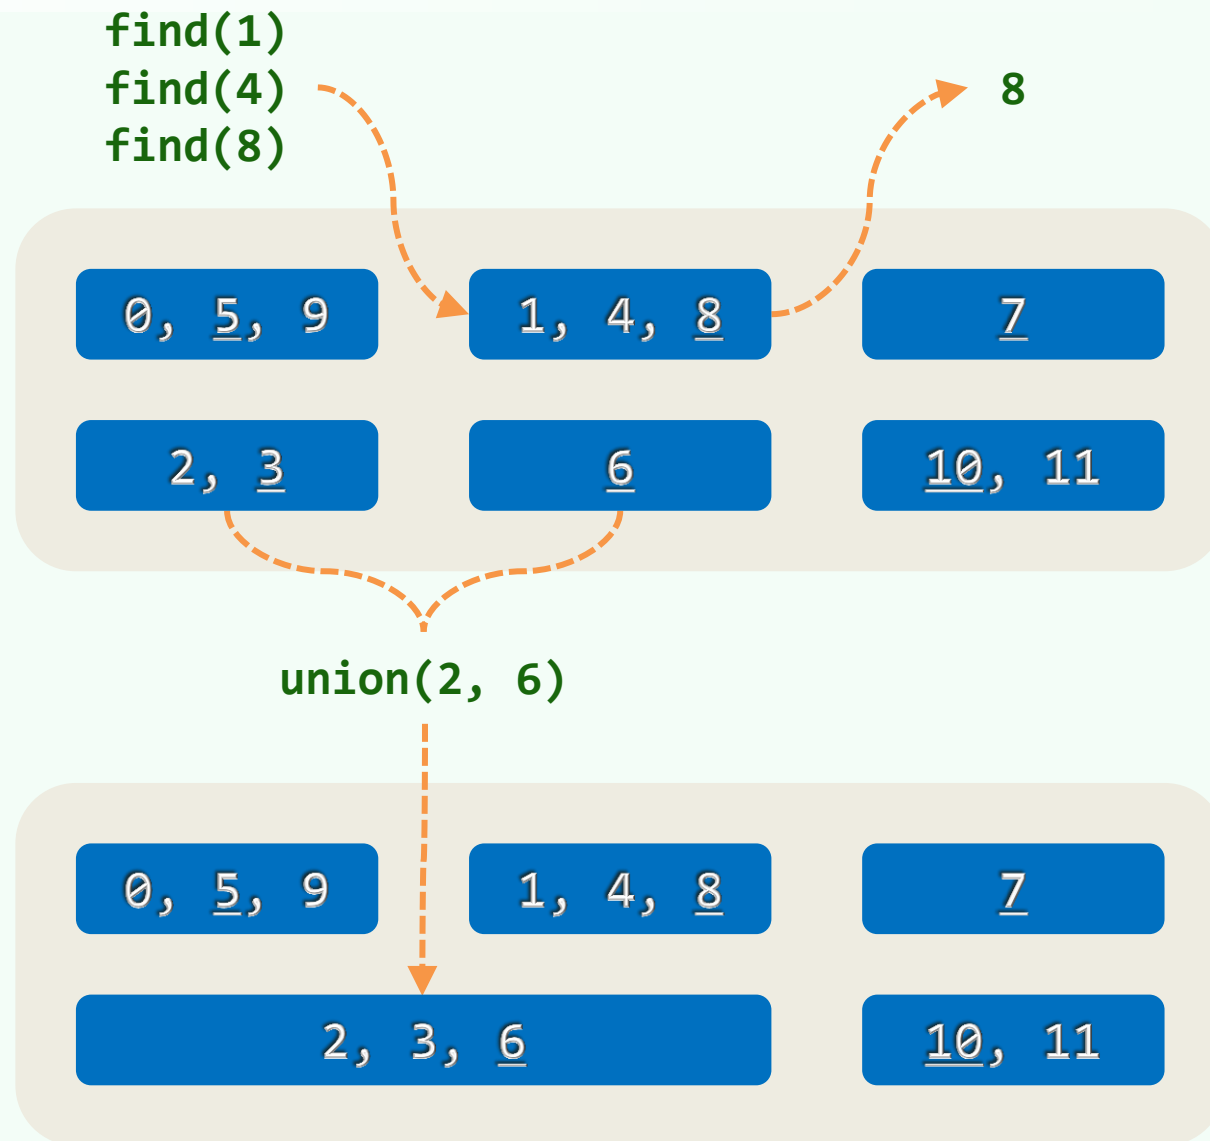 find(1)
find(4)
find(8)
8
0, 5, 9
1, 4, 8
7
2, 3
6
10, 11
union(2, 6)
0, 5, 9
1, 4, 8
7
2, 3, 6
10, 11